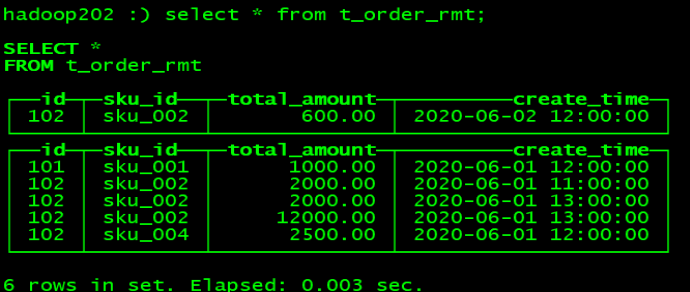 hadoop202 :) select * from t_order_rmt;
SELECT *
FROM t_order_rmt
id sku_id total_amount create_time
102 sku_002 600.00 2020-06-02 12:00:00
id sku_id total_amount create_time
101 sku_001 1000.00 2020-06-01 12:00:00
102 sku_002 2000.00 2020-06-01 11:00:00
102 sku_002 2000.00 2020-06-01 13:00:00
102 sku_002 12000.00 2020-06-01 13:00:00
102 sku_004 2500.00 2020-06-01 12:00:00
6 rows in set. Elapsed: 0.003 sec.